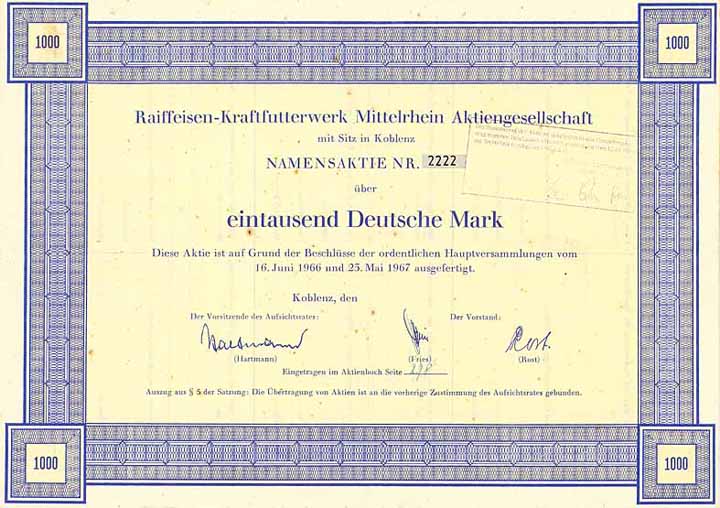 1000
1000
Raiffeisen-Kraftfutterwerk Mittelrhein Aktiengesellschaft
mit Sitz in Koblenz
NAMENSAKTIE NR. 2222
über
eintausend Deutsche Mark
Diese Aktie ist auf Grund der Beschlüsse der ordentlichen Hauptversammlungen vom
16. Juni 1966 und 25. Mai 1967 ausgefertigt.
Koblenz, den
Der Vorsitzende des Aufsichtsrates: Der Vorstand:
Hartmann Rost
(Hartmann) (Fries) (Rost)
Eingetragen im Aktienbuch Seite
Auszug aus § 5 der Satzung: Die Übertragung von Aktien ist an die vorherige Zustimmung des Aufsichtsrates gebunden.
1000
1000